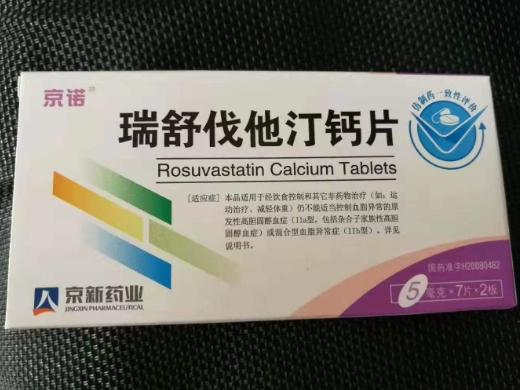 京诺®
仿制药一致性评价
瑞舒伐他汀钙片
Rosuvastatin Calcium Tablets
[适应症] 本品适用于经饮食控制和其它非药物治疗(如:运
动治疗、减轻体重)仍不能适当控制血脂异常的原
发性高胆固醇血症(IIa型,包括杂合子家族性高胆
固醇血症)或混合型血脂异常症(IIb型)。详见
说明书。
国药准字H20080482
5毫克×7片×2板
京新药业
JINGXIN PHARMACEUTICAL